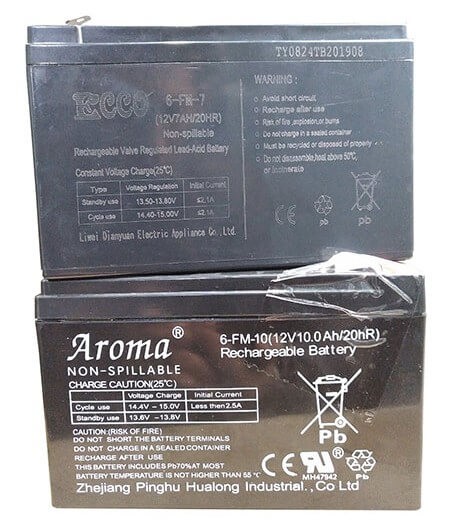 TY0824TB201908
ECCO 6-FM-7
(12V7AH/20HR)
Non-spillable
Rechargeable Valve Regulated Lead-Acid Battery
Constant Voltage Charge(25℃)
Type Voltage Regulation Initial Current
Standby use 13.50-13.80V ≤2.1A
Cycle use 14.40-15.00V ≤2.1A
Liwei Dianyuan Electric Appliance Co.,Ltd.
WARNING:
Avoid short circuit
Recharge after use
Risk of fire,explosion,or burns
Do not charge in a sealed container
Must be recycled or disposed of properly
Do not disassemble,heat above 50℃,
or incinerate
CE Pb
Aroma®
NON-SPILLABLE
6-FM-10(12V10.0Ah/20hR)
Rechargeable Battery
CHARGE CAUTION(25℃)
Voltage Charge Initial Current
Cycle use 14.4V - 15.0V Less then2.5A
Standby use 13.6V -13.8V
CAUTION:(RISK OF FIRE)
DO NOT SHORT THE BATTERY TERMINALS
DO NOT CHARGE IN A SEALED CONTAINER
THIS BATTERY INCLUDES Pb70%AT MOST
BATTERY TEMPERATURE IS NOT HIGHER THAN 55 ℃
Zhejiang Pinghu Hualong Industrial.,Co Ltd
Pb
CE UL® Pb
MH47942